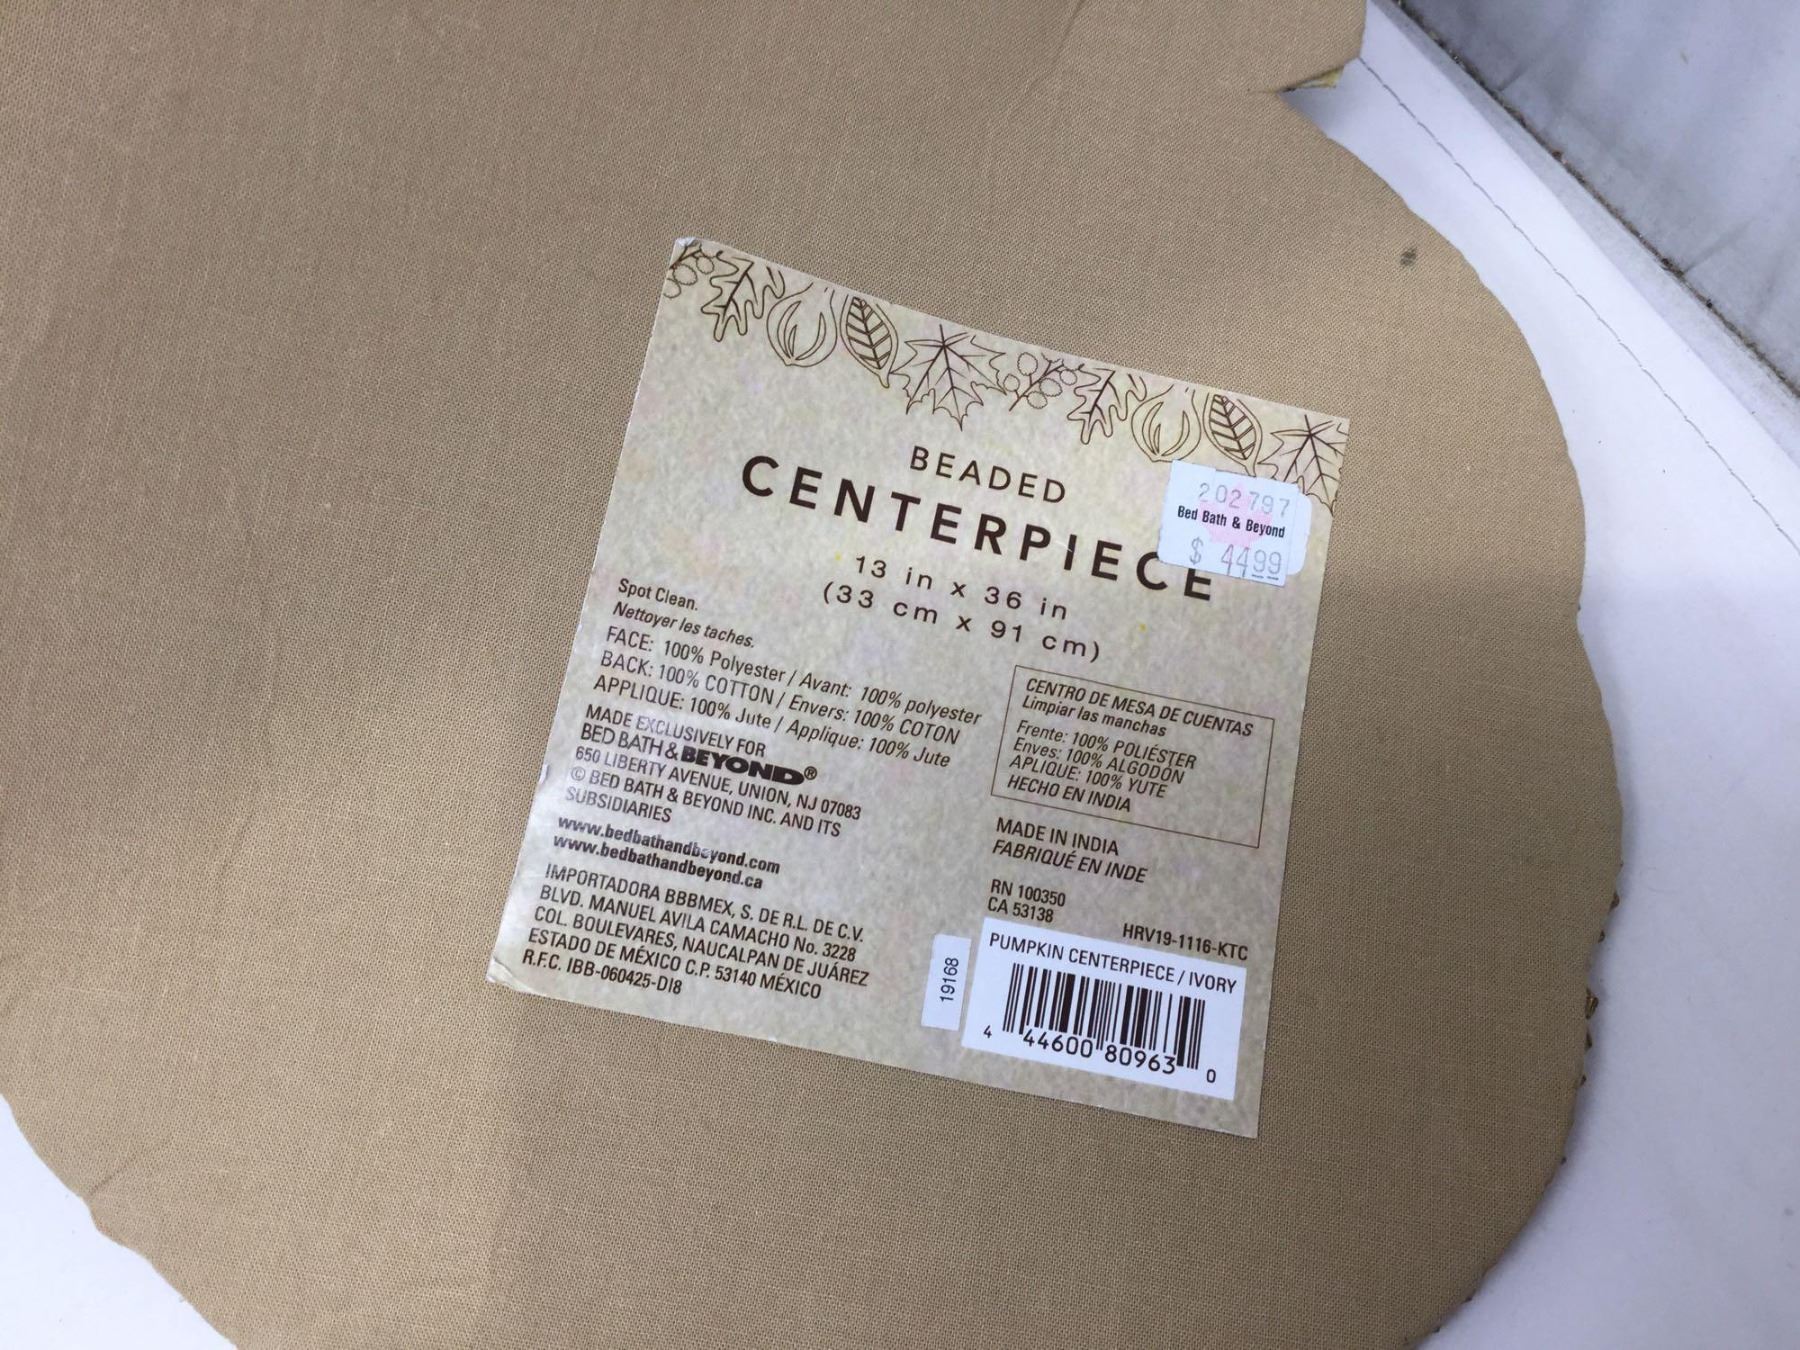 BEADED
CENTERPIECE
13 in x 36 in
(33 cm x 91 cm)
202797
Bed Bath & Beyond
$ 44.99
Spot Clean.
Nettoyer les taches.
FACE: 100% Polyester / Avant: 100% polyester
BACK: 100% COTTON / Envers: 100% COTON
APPLIQUE: 100% Jute / Applique: 100% Jute
MADE EXCLUSIVELY FOR
BED BATH & BEYOND®
650 LIBERTY AVENUE, UNION, NJ 07083
© BED BATH & BEYOND INC. AND ITS
SUBSIDIARIES
www.bedbathandbeyond.com
www.bedbathandbeyond.ca
IMPORTADORA BBBMEX, S. DE R.L. DE C.V.
BLVD. MANUEL AVILA CAMACHO No. 3228
COL. BOULEVARES, NAUCALPAN DE JUÁREZ
ESTADO DE MÉXICO C.P. 53140 MÉXICO
R.F.C. IBB-060425-DI8
CENTRO DE MESA DE CUENTAS
Limpiar las manchas
Frente: 100% POLIÉSTER
Enves: 100% ALGODÓN
APLIQUE: 100% YUTE
HECHO EN INDIA
MADE IN INDIA
FABRIQUÉ EN INDE
RN 100350
CA 53138
HRV19-1116-KTC
19168
PUMPKIN CENTERPIECE / IVORY
4 44600 80963 0